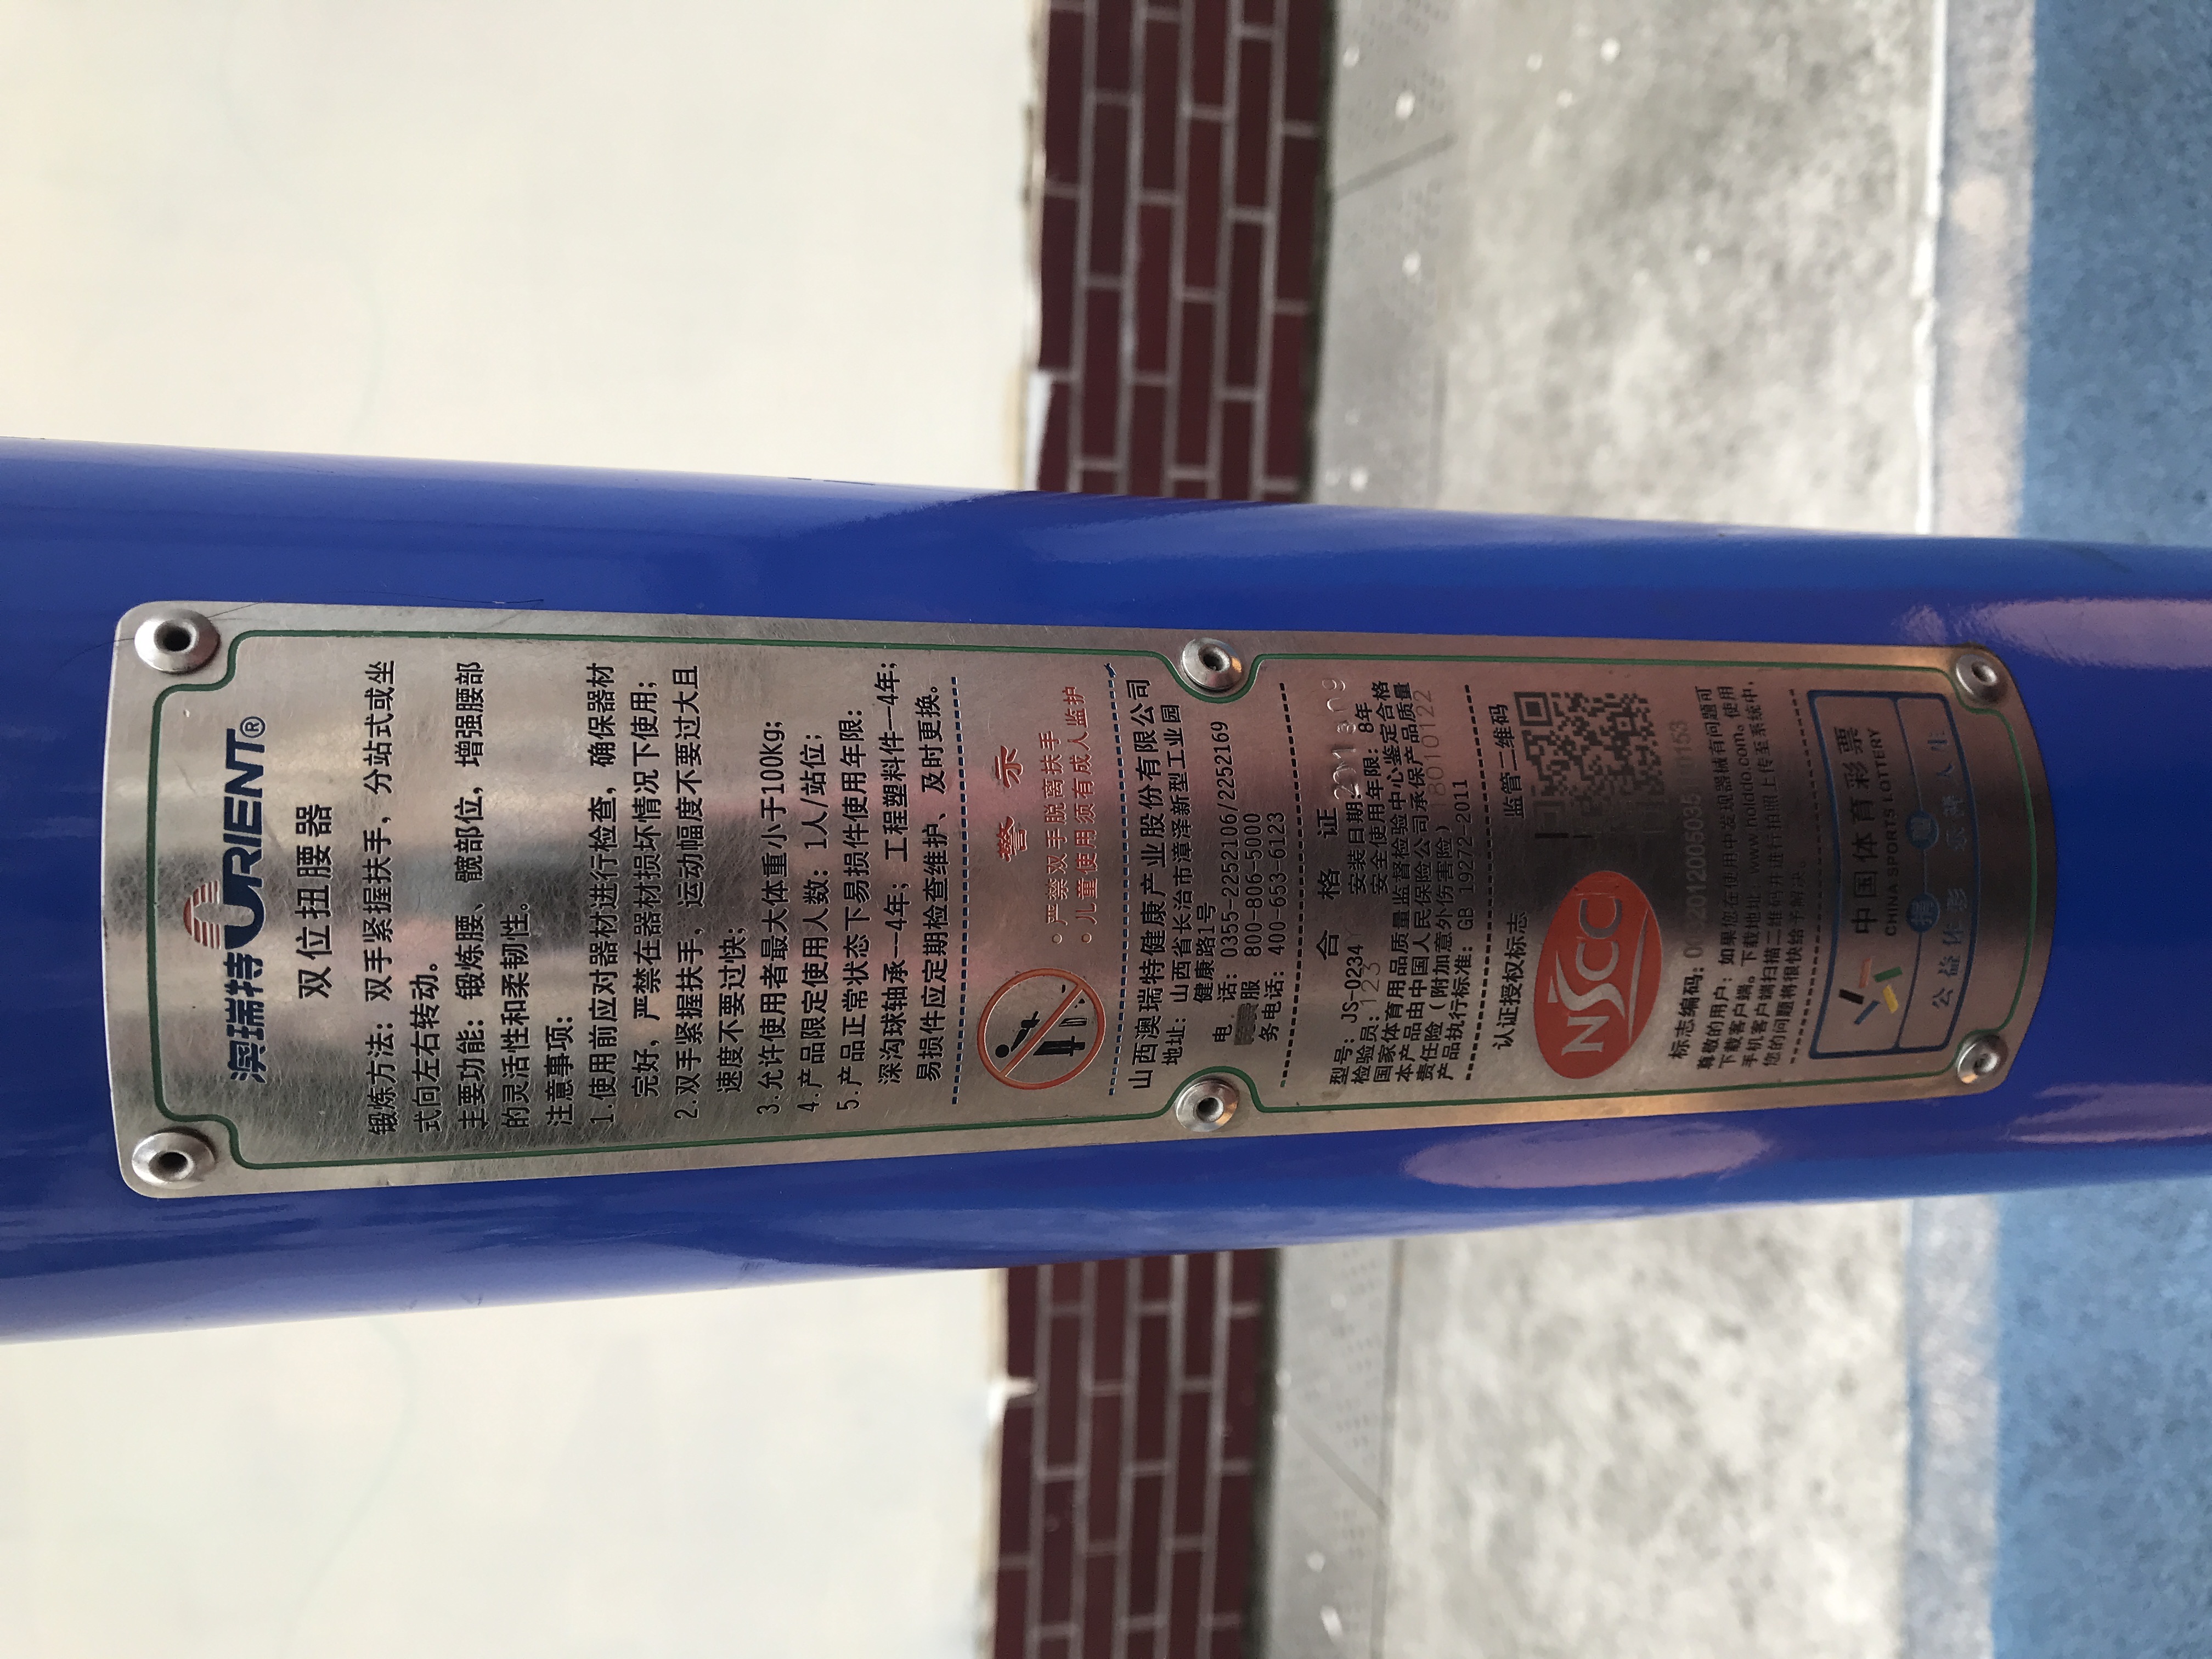 澳瑞特 ORIENT®
双位扭腰器
锻炼方法：双手紧握扶手，分站式或坐
式向左右转动。
主要功能：锻炼腰、髋部位，增强腰部
的灵活性和柔韧性。
注意事项：
1.使用前应对器材进行检查，确保器材
完好，严禁在器材损坏情况下使用；
2.双手紧握扶手，运动幅度不要过大且
速度不要过快；
3.允许使用者最大体重小于100Kg；
4.产品限定使用人数：1人/站位；
5.产品正常状态下易损件使用年限：
深沟球轴承--4年；工程塑料件--4年；
易损件应定期检查维护、及时更换。
警 示
○严禁双手脱离扶手
○儿童使用须有成人监护
山西澳瑞特健康产业股份有限公司
地址：山西省长治市漳泽新型工业园
健康路1号
电 话：0355-2252106/2252169
服 800-806-5000
务电话：400-653-6123
合 格 证
型号：JS-0234 安装日期
检验员：123 安全使用年限：8年
国家体育用品质量监督检验中心鉴定合格
本产品由中国人民保险公司承保产品质量
责任险（附加意外伤害险）18010122
产品执行标准：GB 19272-2011
认证授权标志 监管二维码
NSCC
标志编码：
尊敬的用户：如果您在使用中发现器械有问题可
下载客户端。下载地址 www.holddo.com。使用
手机客户端扫描二维码并进行拍照上传至系统中，
您的问题将很快给予解决。
中国体育彩票
CHINA SPORTS LOTTERY
捐 赠
公益体彩 乐善人生